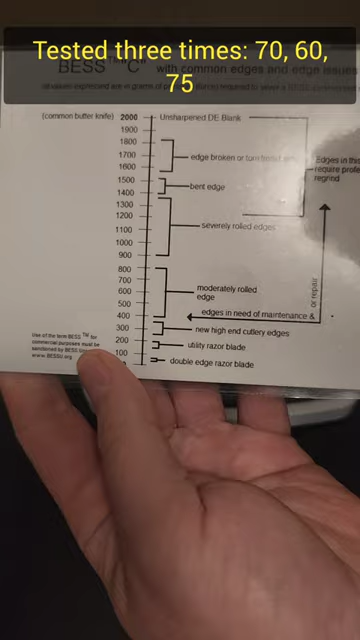 Tested three times: 70, 60,
75
BESS "C" with common edges and edge issues
(common butter knife) 2000 Unsharpened DE Blank
1900
1800
1700 edge broken or turned
1600
1500 bent edge
1400
1300
1200
1100 severely rolled edges
1000
900
800
700
600 moderately rolled
edge
500
400 edges in need of maintenance &
or repair
300 new high end cutlery edges
200 utility razor blade
100
double edge razor blade
Edges in this
require profe
regrind
Use of the term BESS TM for
commercial purposes must be
sanctioned by BESS
www.BESSU.org